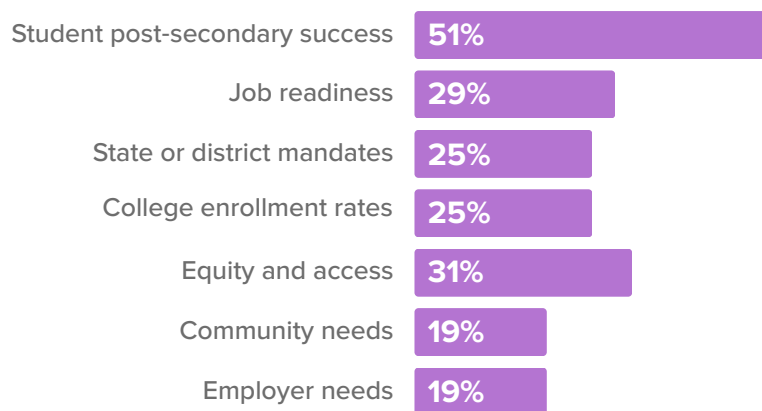 Student post-secondary success 51%
Job readiness 29%
State or district mandates 25%
College enrollment rates 25%
Equity and access 31%
Community needs 19%
Employer needs 19%